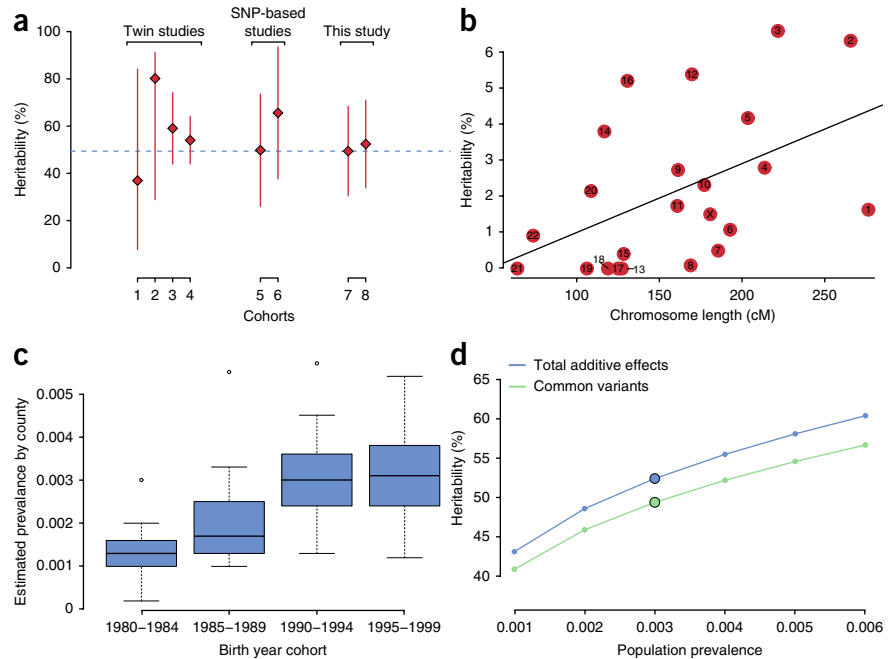 a
Twin studies
SNP-based
studies
This study
Heritability (%)
100
80
60
40
20
0
1 2 3 4 5 6 7 8
Cohorts
b
Heritability (%)
6
5
4
3
2
1
0
3
2
12
16
5
14
4
9
10
20
11
X
1
6
22
7
15
8
21
19
18
17
13
100 150 200 250
Chromosome length (cM)
c
Estimated prevalance by county
0.005
0.004
0.003
0.002
0.001
0
1980–1984 1985–1989 1990–1994 1995–1999
Birth year cohort
d
Total additive effects
Common variants
Heritability (%)
65
60
55
50
45
40
0.001 0.002 0.003 0.004 0.005 0.006
Population prevalence